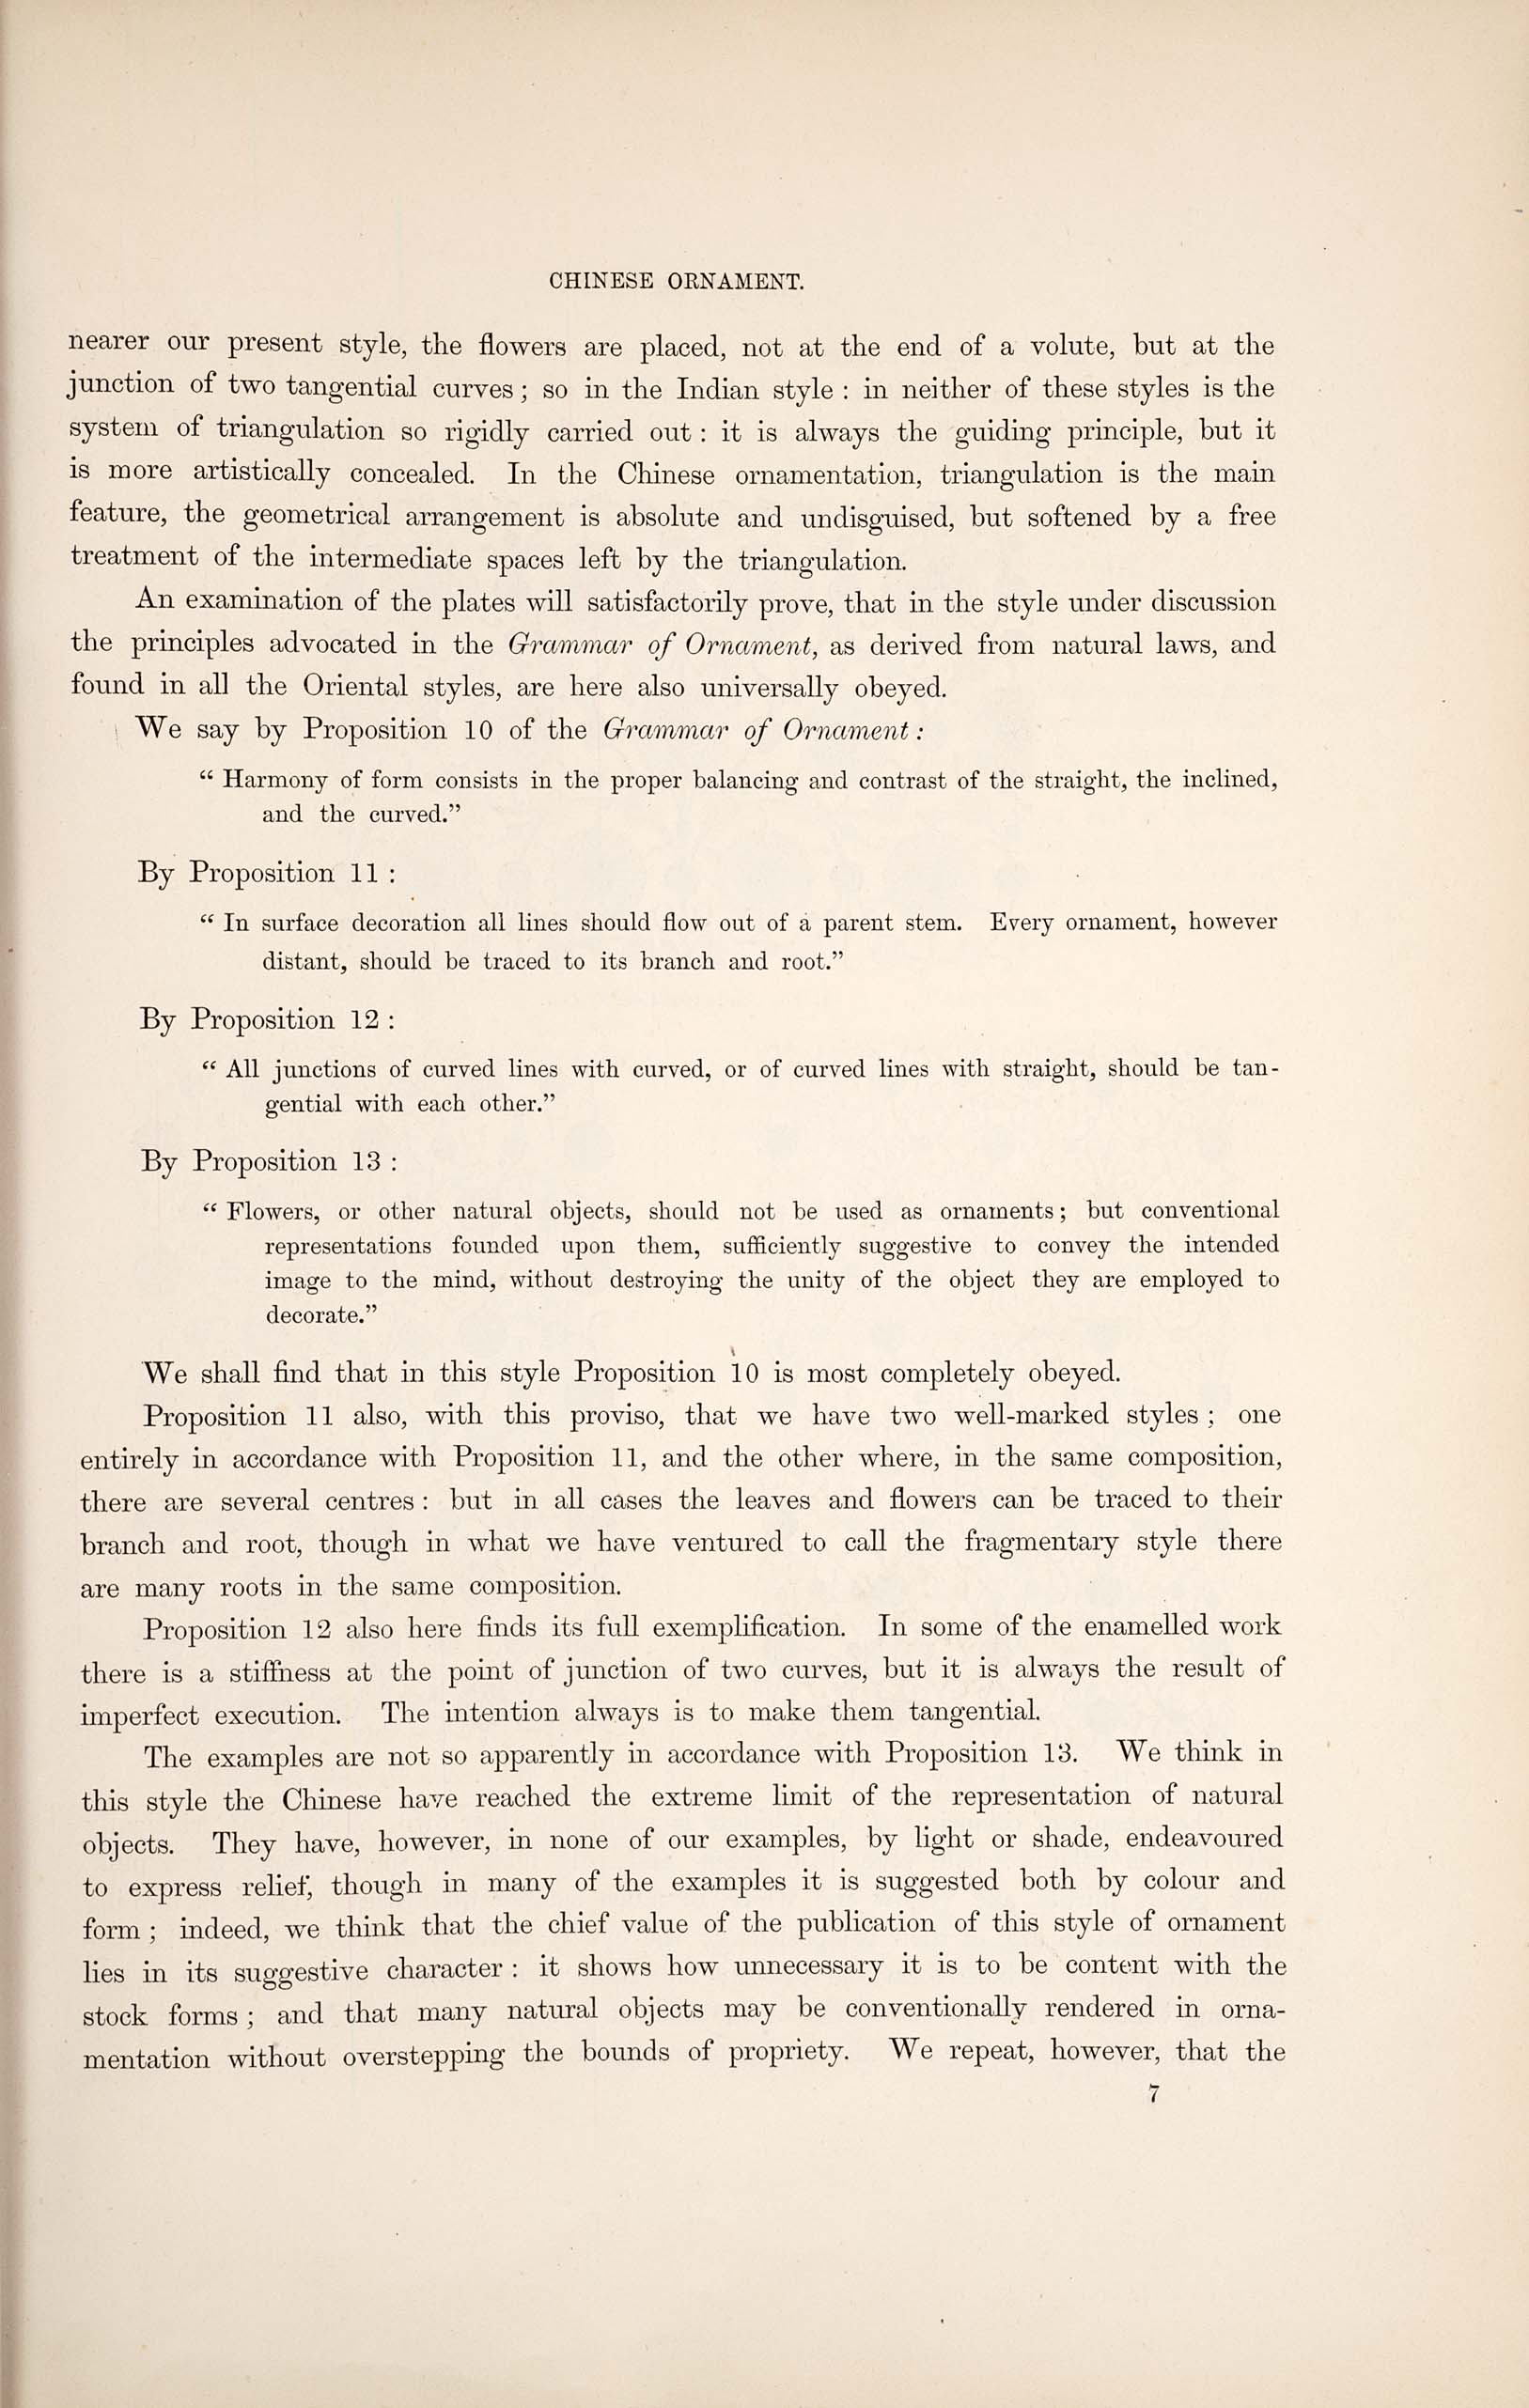 CHINESE ORNAMENT.
nearer our present style, the flowers are placed, not at the end of a volute, but at the
junction of two tangential curves; so in the Indian style : in neither of these styles is the
system of triangulation so rigidly carried out : it is always the guiding principle, but it
is more artistically concealed. In the Chinese ornamentation, triangulation is the main
feature, the geometrical arrangement is absolute and undisguised, but softened by a free
treatment of the intermediate spaces left by the triangulation.
An examination of the plates will satisfactorily prove, that in the style under discussion
the principles advocated in the Grammar of Ornament, as derived from natural laws, and
found in all the Oriental styles, are here also universally obeyed.
We say by Proposition 10 of the Grammar of Ornament :
“ Harmony of form consists in the proper balancing and contrast of the straight, the inclined,
and the curved.”
By Proposition 11 :
“ In surface decoration all lines should flow out of a parent stem. Every ornament, however
distant, should be traced to its branch and root.”
By Proposition 12 :
“ All junctions of curved lines with curved, or of curved lines with straight, should be tan-
gential with each other.”
By Proposition 13 :
“ Flowers, or other natural objects, should not be used as ornaments; but conventional
representations founded upon them, sufficiently suggestive to convey the intended
image to the mind, without destroying the unity of the object they are employed to
decorate.”
We shall find that in this style Proposition 10 is most completely obeyed.
Proposition 11 also, with this proviso, that we have two well-marked styles ; one
entirely in accordance with Proposition 11, and the other where, in the same composition,
there are several centres : but in all cases the leaves and flowers can be traced to their
branch and root, though in what we have ventured to call the fragmentary style there
are many roots in the same composition.
Proposition 12 also here finds its full exemplification. In some of the enamelled work
there is a stiffness at the point of junction of two curves, but it is always the result of
imperfect execution. The intention always is to make them tangential.
The examples are not so apparently in accordance with Proposition 13. We think in
this style the Chinese have reached the extreme limit of the representation of natural
objects. They have, however, in none of our examples, by light or shade, endeavoured
to express relief, though in many of the examples it is suggested both by colour and
form ; indeed, we think that the chief value of the publication of this style of ornament
lies in its suggestive character : it shows how unnecessary it is to be content with the
stock forms ; and that many natural objects may be conventionally rendered in orna-
mentation without overstepping the bounds of propriety. We repeat, however, that the
7